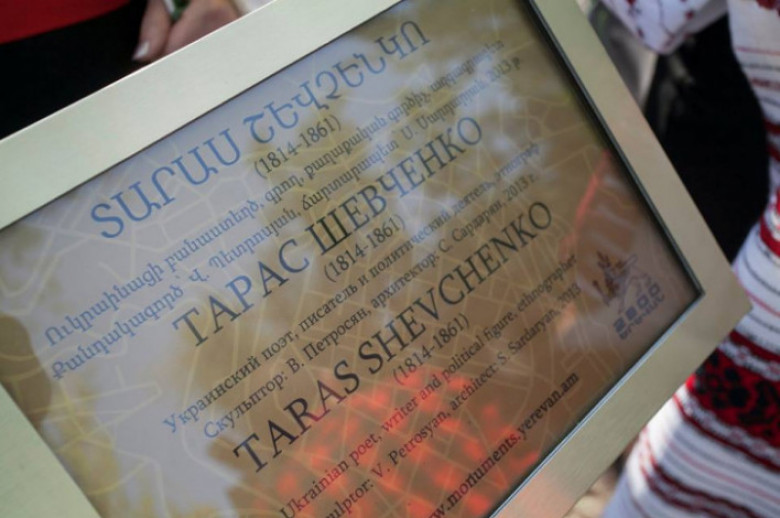 ՏԱՐԱՍ ՇԵՎՉԵՆԿՈ
(1814-1861)
Ուկրաինացի բանաստեղծ, գրող, քաղաքական գործիչ, ազգագրագետ
Քանդակագործ՝ Վ. Պետրոսյան, ճարտարապետ՝ Ս. Սարդարյան, 2013 թ.
ТАРАС ШЕВЧЕНКО
(1814-1861)
Украинский поэт, писатель и политический деятель, этнограф
Скульптор: В. Петросян, архитектор: С. Сардарян, 2013 г.
TARAS SHEVCHENKO
(1814-1861)
Ukrainian poet, writer and political figure, ethnographer
sculptor: V. Petrosyan, architect: S. Sardaryan, 2013
www.monuments.yerevan.am